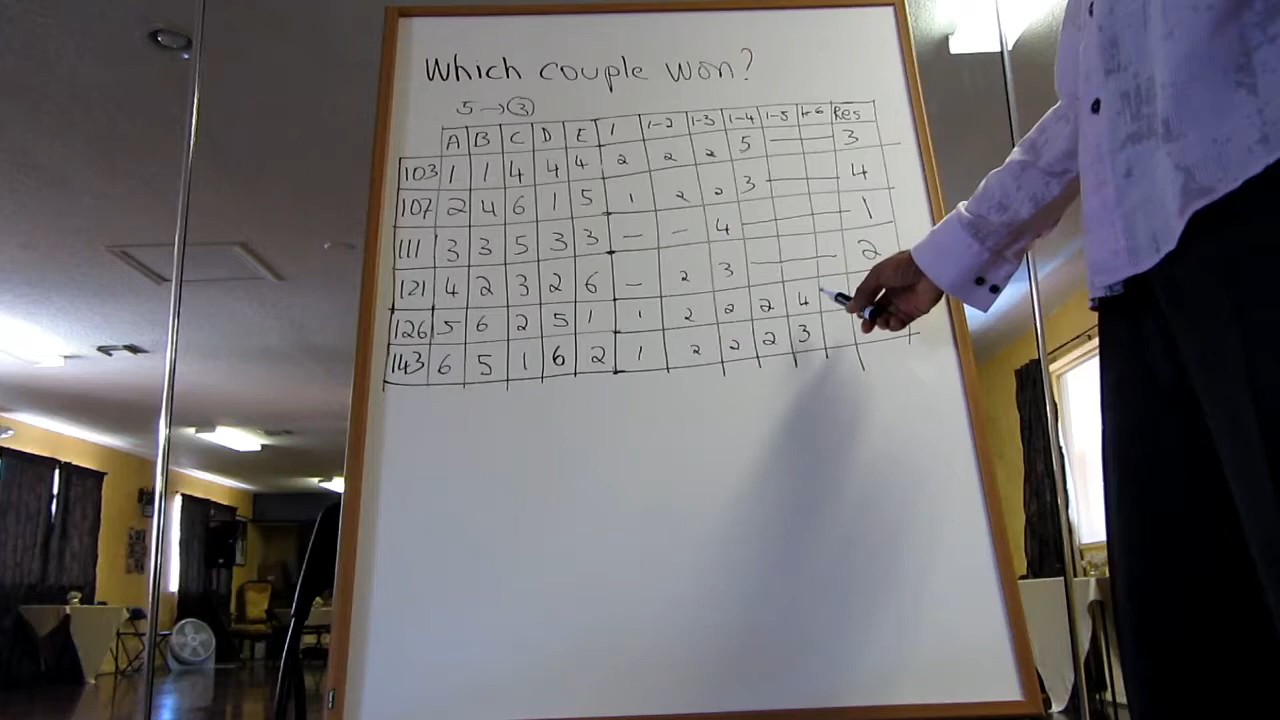 Which couple won?
5 → 3
A B C D E 1 1-2 1-3 1-4 1-5 1-6 Res
103 1 1 4 4 4 2 2 2 5 — 3
107 2 4 6 1 5 1 2 2 3 — 4
111 3 3 5 3 3 — — 4 — 1
121 4 2 3 2 6 — 2 3 — 2
126 5 6 2 5 1 1 2 2 2 4
143 6 5 1 6 2 1 2 2 2 3